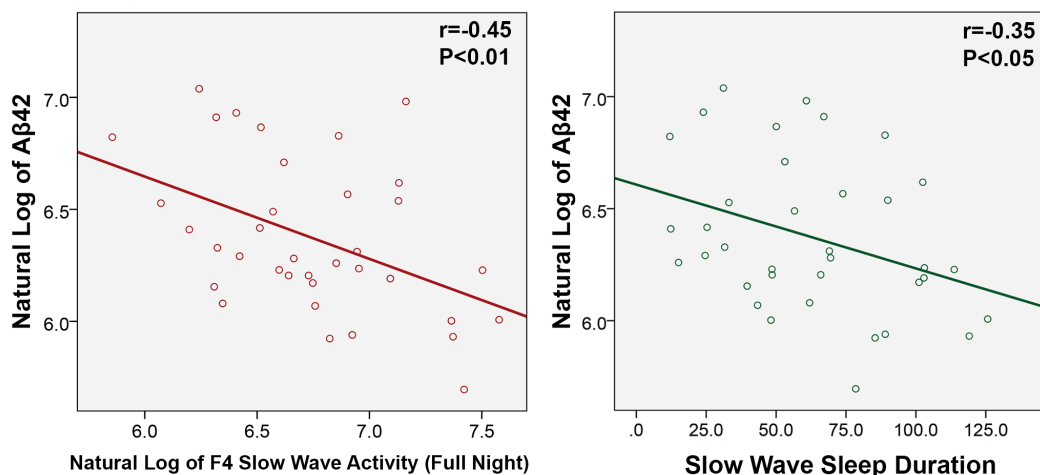 r=-0.45
P<0.01
Natural Log of Aβ42
7.0
6.5
6.0
6.0 6.5 7.0 7.5
Natural Log of F4 Slow Wave Activity (Full Night)
r=-0.35
P<0.05
Natural Log of Aβ42
7.0
6.5
6.0
.0 25.0 50.0 75.0 100.0 125.0
Slow Wave Sleep Duration